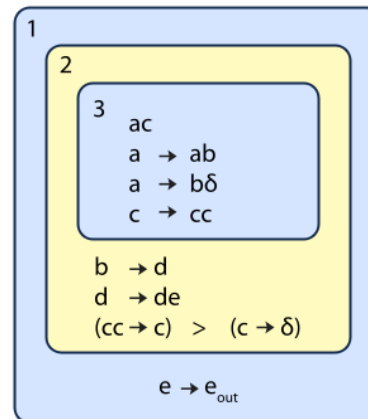 1
2
3
ac
a → ab
a → bδ
c → cc
b → d
d → de
(cc → c) > (c → δ)
e → e_out